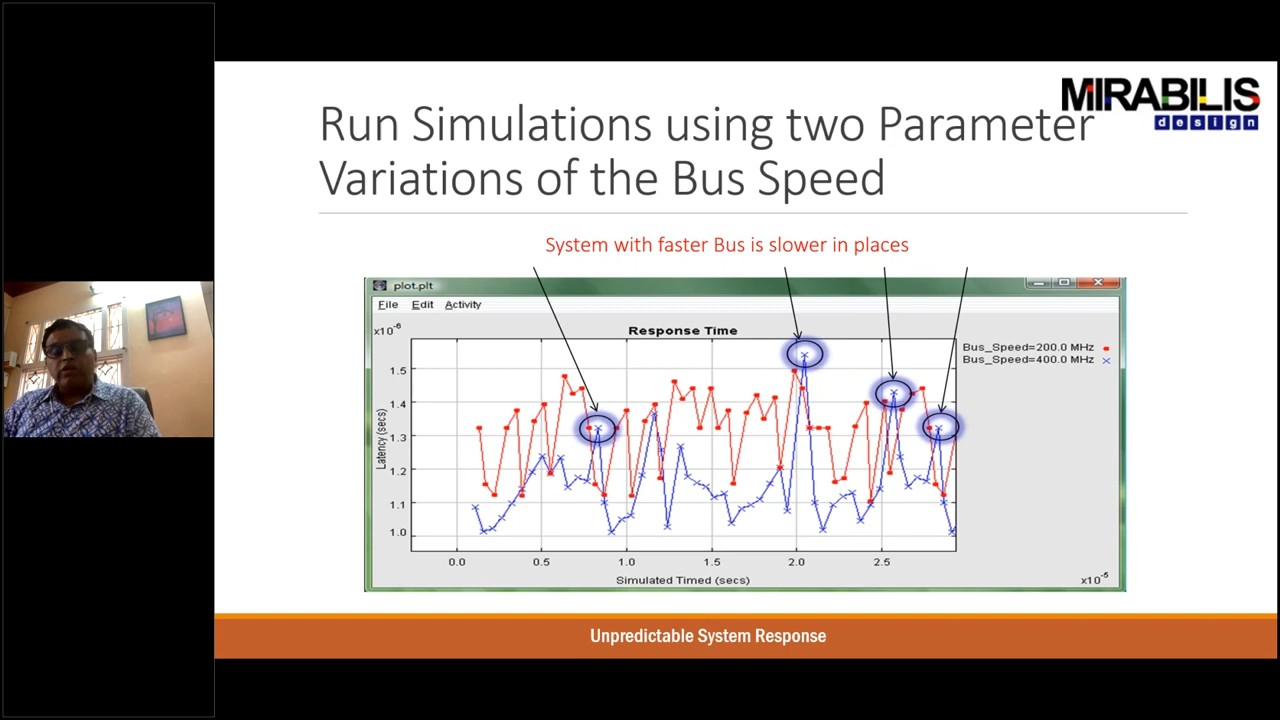 MIRABILIS
design
Run Simulations using two Parameter
Variations of the Bus Speed
System with faster Bus is slower in places
plot.plt
File Edit Activity
x10⁻⁶
Response Time
Bus_Speed=200.0 MHz
Bus_Speed=400.0 MHz
1.5
1.4
1.3
1.2
1.1
1.0
Latency (secs)
0.0 0.5 1.0 1.5 2.0 2.5
Simulated Timed (secs)
x10⁻⁵
Unpredictable System Response